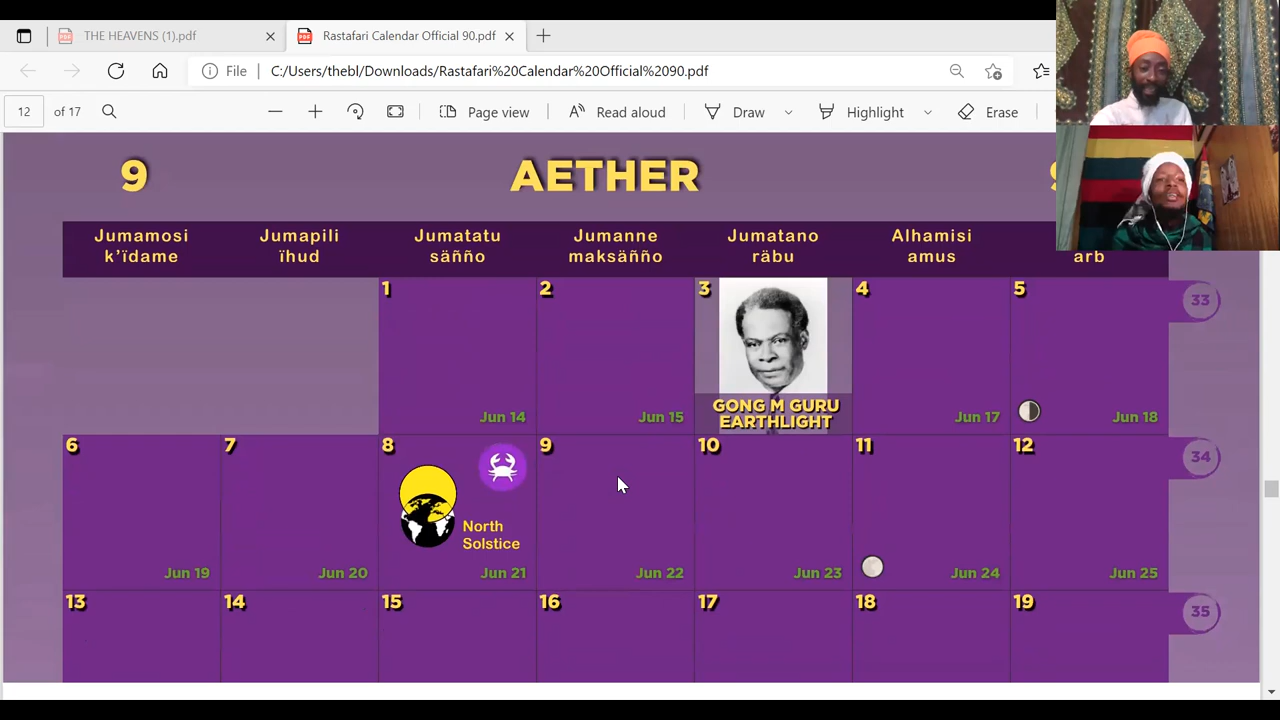 THE HEAVENS (1).pdf
Rastafari Calendar Official 90.pdf
File
C:/Users/thebl/Downloads/Rastafari%20Calendar%20Official%2090.pdf
12
of 17
Page view
Read aloud
Draw
Highlight
Erase
9
AETHER
Jumamosi
k'ïdame
Jumapili
ïhud
Jumatatu
säñño
Jumanne
maksäñño
Jumatano
räbu
Alhamisi
amus
arb
1
Jun 14
2
Jun 15
3
GONG M GURU
EARTHLIGHT
4
Jun 17
5
Jun 18
33
6
Jun 19
7
Jun 20
8
North
Solstice
Jun 21
9
Jun 22
10
Jun 23
11
Jun 24
12
Jun 25
34
13
14
15
16
17
18
19
35